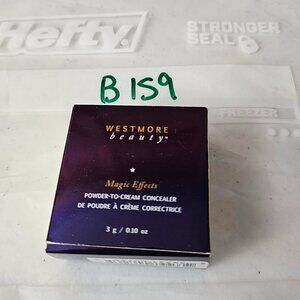 Hefty
STRONGER
SEAL
FREEZER
B 159
WESTMORE
beauty
Magic Effects
POWDER-TO-CREAM CONCEALER
DE POUDRE À CRÈME CORRECTRICE
3 g / 0.10 oz